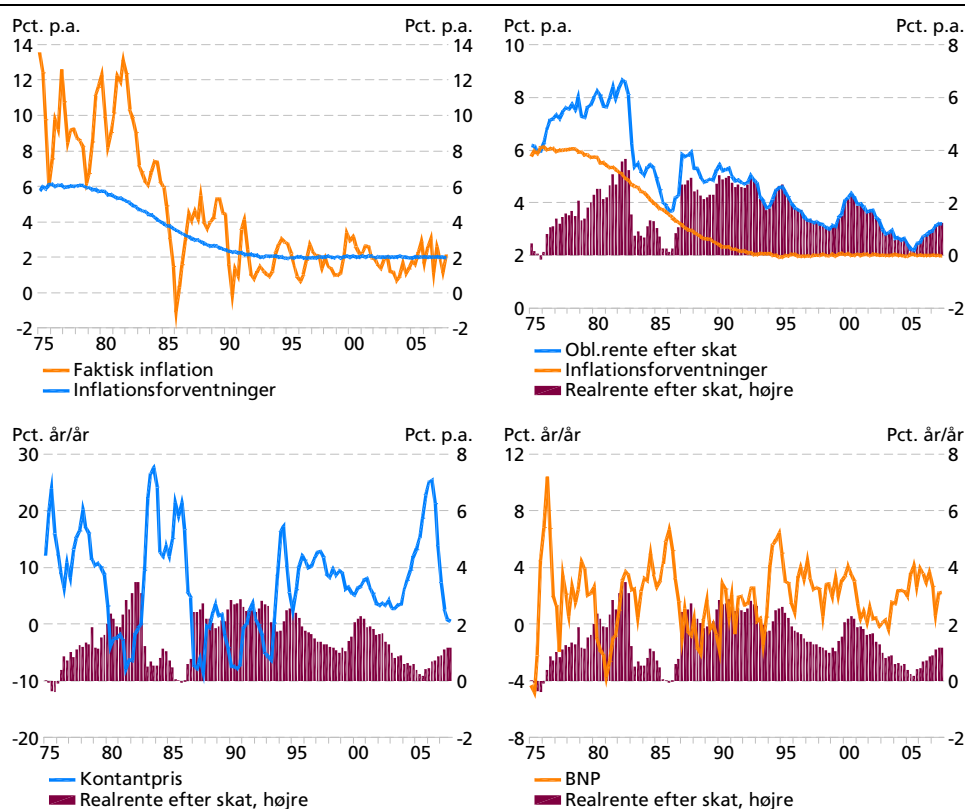 Pct. p.a. Pct. p.a.
14 14
12 12
10 10
8 8
6 6
4 4
2 2
0 0
-2 -2
75 80 85 90 95 00 05
Faktisk inflation
Inflationsforventninger
Pct. p.a. Pct. p.a.
10 8
8 6
6 4
4 2
2 0
0 -2
75 80 85 90 95 00 05
Obl.rente efter skat
Inflationsforventninger
Realrente efter skat, højre
Pct. år/år Pct. p.a.
30 8
20 6
10 4
0 2
-10 0
-20 -2
75 80 85 90 95 00 05
Kontantpris
Realrente efter skat, højre
Pct. år/år Pct. år/år
12 8
8 6
4 4
0 2
-4 0
-8 -2
75 80 85 90 95 00 05
BNP
Realrente efter skat, højre